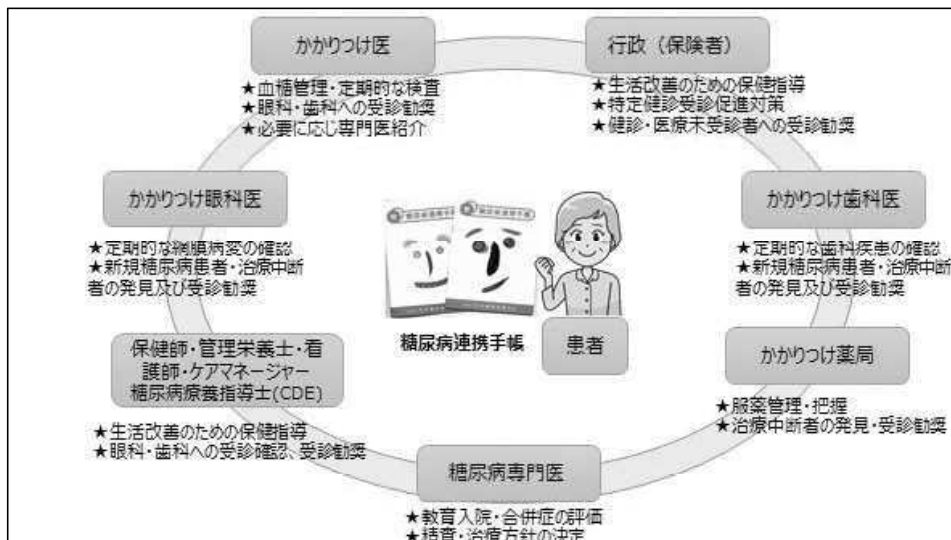 かかりつけ医
★血糖管理・定期的な検査
★眼科・歯科への受診勧奨
★必要に応じ専門医紹介
行政（保険者）
★生活改善のための保健指導
★特定健診受診促進対策
★健診・医療未受診者への受診勧奨
かかりつけ眼科医
★定期的な網膜病変の確認
★新規糖尿病患者・治療中断
者の発見及び受診勧奨
糖尿病連携手帳
患者
かかりつけ歯科医
★定期的な歯科疾患の確認
★新規糖尿病患者・治療中断
者の発見及び受診勧奨
保健師・管理栄養士・看
護師・ケアマネージャー
糖尿病療養指導士(CDE)
★生活改善のための保健指導
★眼科・歯科への受診確認、受診勧奨
かかりつけ薬局
★服薬管理・把握
★治療中断者の発見・受診勧奨
糖尿病専門医
★教育入院・合併症の評価
★精査・治療方針の決定